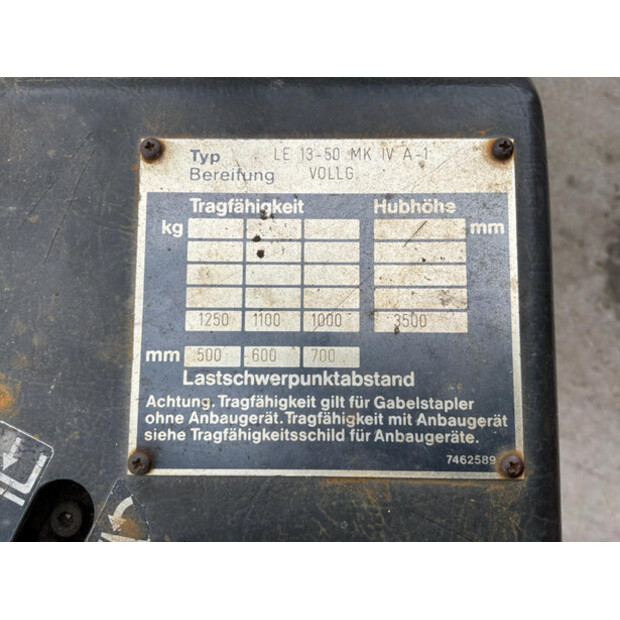 Typ LE 13-50 MK IV A-1
Bereifung VOLLG.
Tragfähigkeit Hubhöhe
kg mm
1250 1100 1000 3500
mm 500 600 700
Lastschwerpunktabstand
Achtung. Tragfähigkeit gilt für Gabelstapler
ohne Anbaugerät. Tragfähigkeit mit Anbaugerät
siehe Tragfähigkeitsschild für Anbaugeräte.
7462589